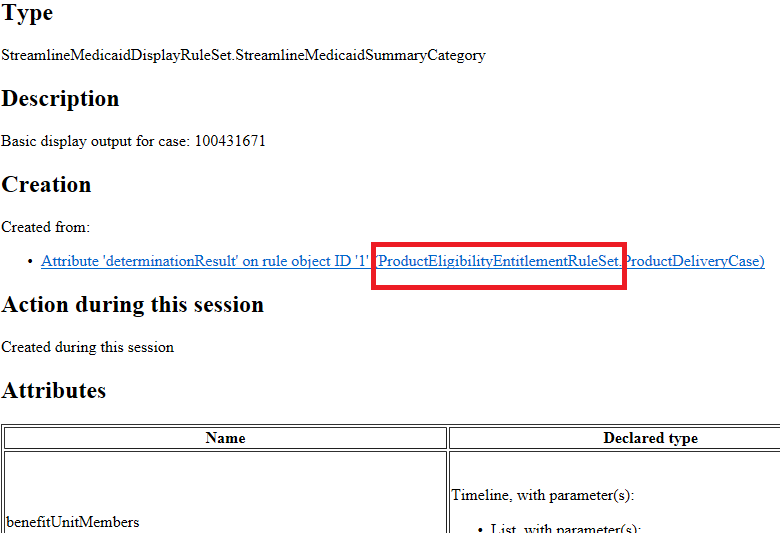 Type
StreamlineMedicaidDisplayRuleSet.StreamlineMedicaidSummaryCategory
Description
Basic display output for case: 100431671
Creation
Created from:
• Attribute 'determinationResult' on rule object ID '1' (ProductEligibilityEntitlementRuleSet.ProductDeliveryCase)
Action during this session
Created during this session
Attributes
Name Declared type
Timeline, with parameter(s):
benefitUnitMembers
• List, with parameter(s):